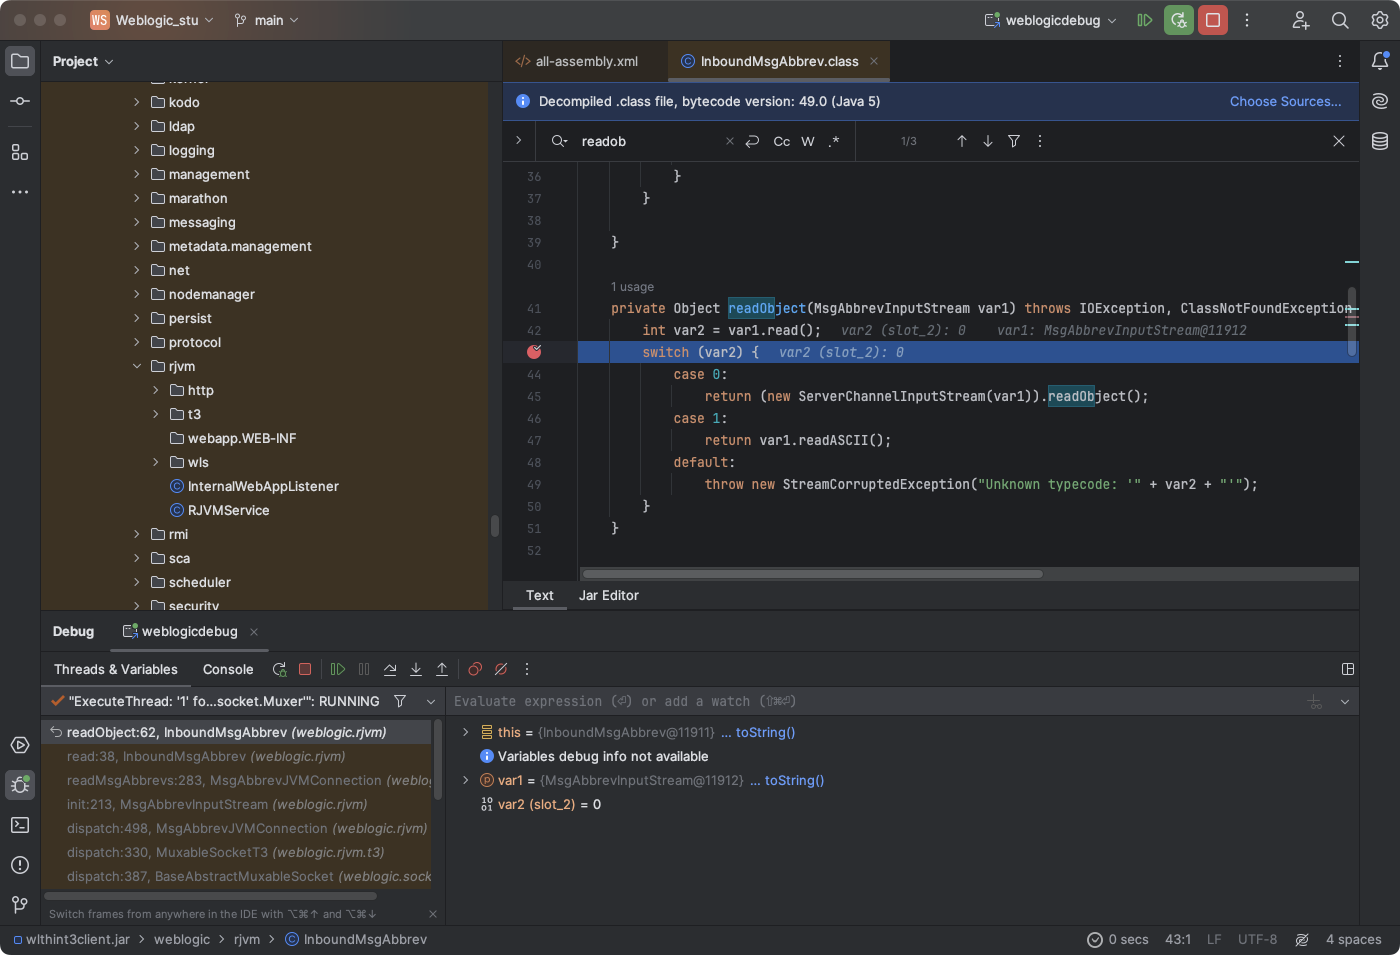 WS Weblogic_stu main weblogicdebug
Project
kodo
ldap
logging
management
marathon
messaging
metadata.management
net
nodemanager
persist
protocol
rjvm
http
t3
webapp.WEB-INF
wls
InternalWebAppListener
RJVMService
rmi
sca
scheduler
security
</> all-assembly.xml
InboundMsgAbbrev.class
Decompiled .class file, bytecode version: 49.0 (Java 5) Choose Sources...
readob Cc W .* 1/3
36 }
37 }
38
39 }
40
1 usage
41 private Object readObject(MsgAbbrevInputStream var1) throws IOException, ClassNotFoundException
42 int var2 = var1.read(); var2 (slot_2): 0 var1: MsgAbbrevInputStream@11912
switch (var2) { var2 (slot_2): 0
44 case 0:
45 return (new ServerChannelInputStream(var1)).readObject();
46 case 1:
47 return var1.readASCII();
48 default:
49 throw new StreamCorruptedException("Unknown typecode: '" + var2 + "'");
50 }
51 }
52
Text Jar Editor
Debug weblogicdebug
Threads & Variables Console
"ExecuteThread: '1' fo...socket.Muxer'": RUNNING
readObject:62, InboundMsgAbbrev (weblogic.rjvm)
read:38, InboundMsgAbbrev (weblogic.rjvm)
readMsgAbbrevs:283, MsgAbbrevJVMConnection (weblog
init:213, MsgAbbrevInputStream (weblogic.rjvm)
dispatch:498, MsgAbbrevJVMConnection (weblogic.rjvm)
dispatch:330, MuxableSocketT3 (weblogic.rjvm.t3)
dispatch:387, BaseAbstractMuxableSocket (weblogic.sock
Switch frames from anywhere in the IDE with ⌥⌘↑ and ⌥⌘↓
Evaluate expression (⏎) or add a watch (⇧⌘⏎)
this = {InboundMsgAbbrev@11911} ... toString()
Variables debug info not available
var1 = {MsgAbbrevInputStream@11912} ... toString()
var2 (slot_2) = 0
wlthint3client.jar > weblogic > rjvm > InboundMsgAbbrev
0 secs 43:1 LF UTF-8 4 spaces